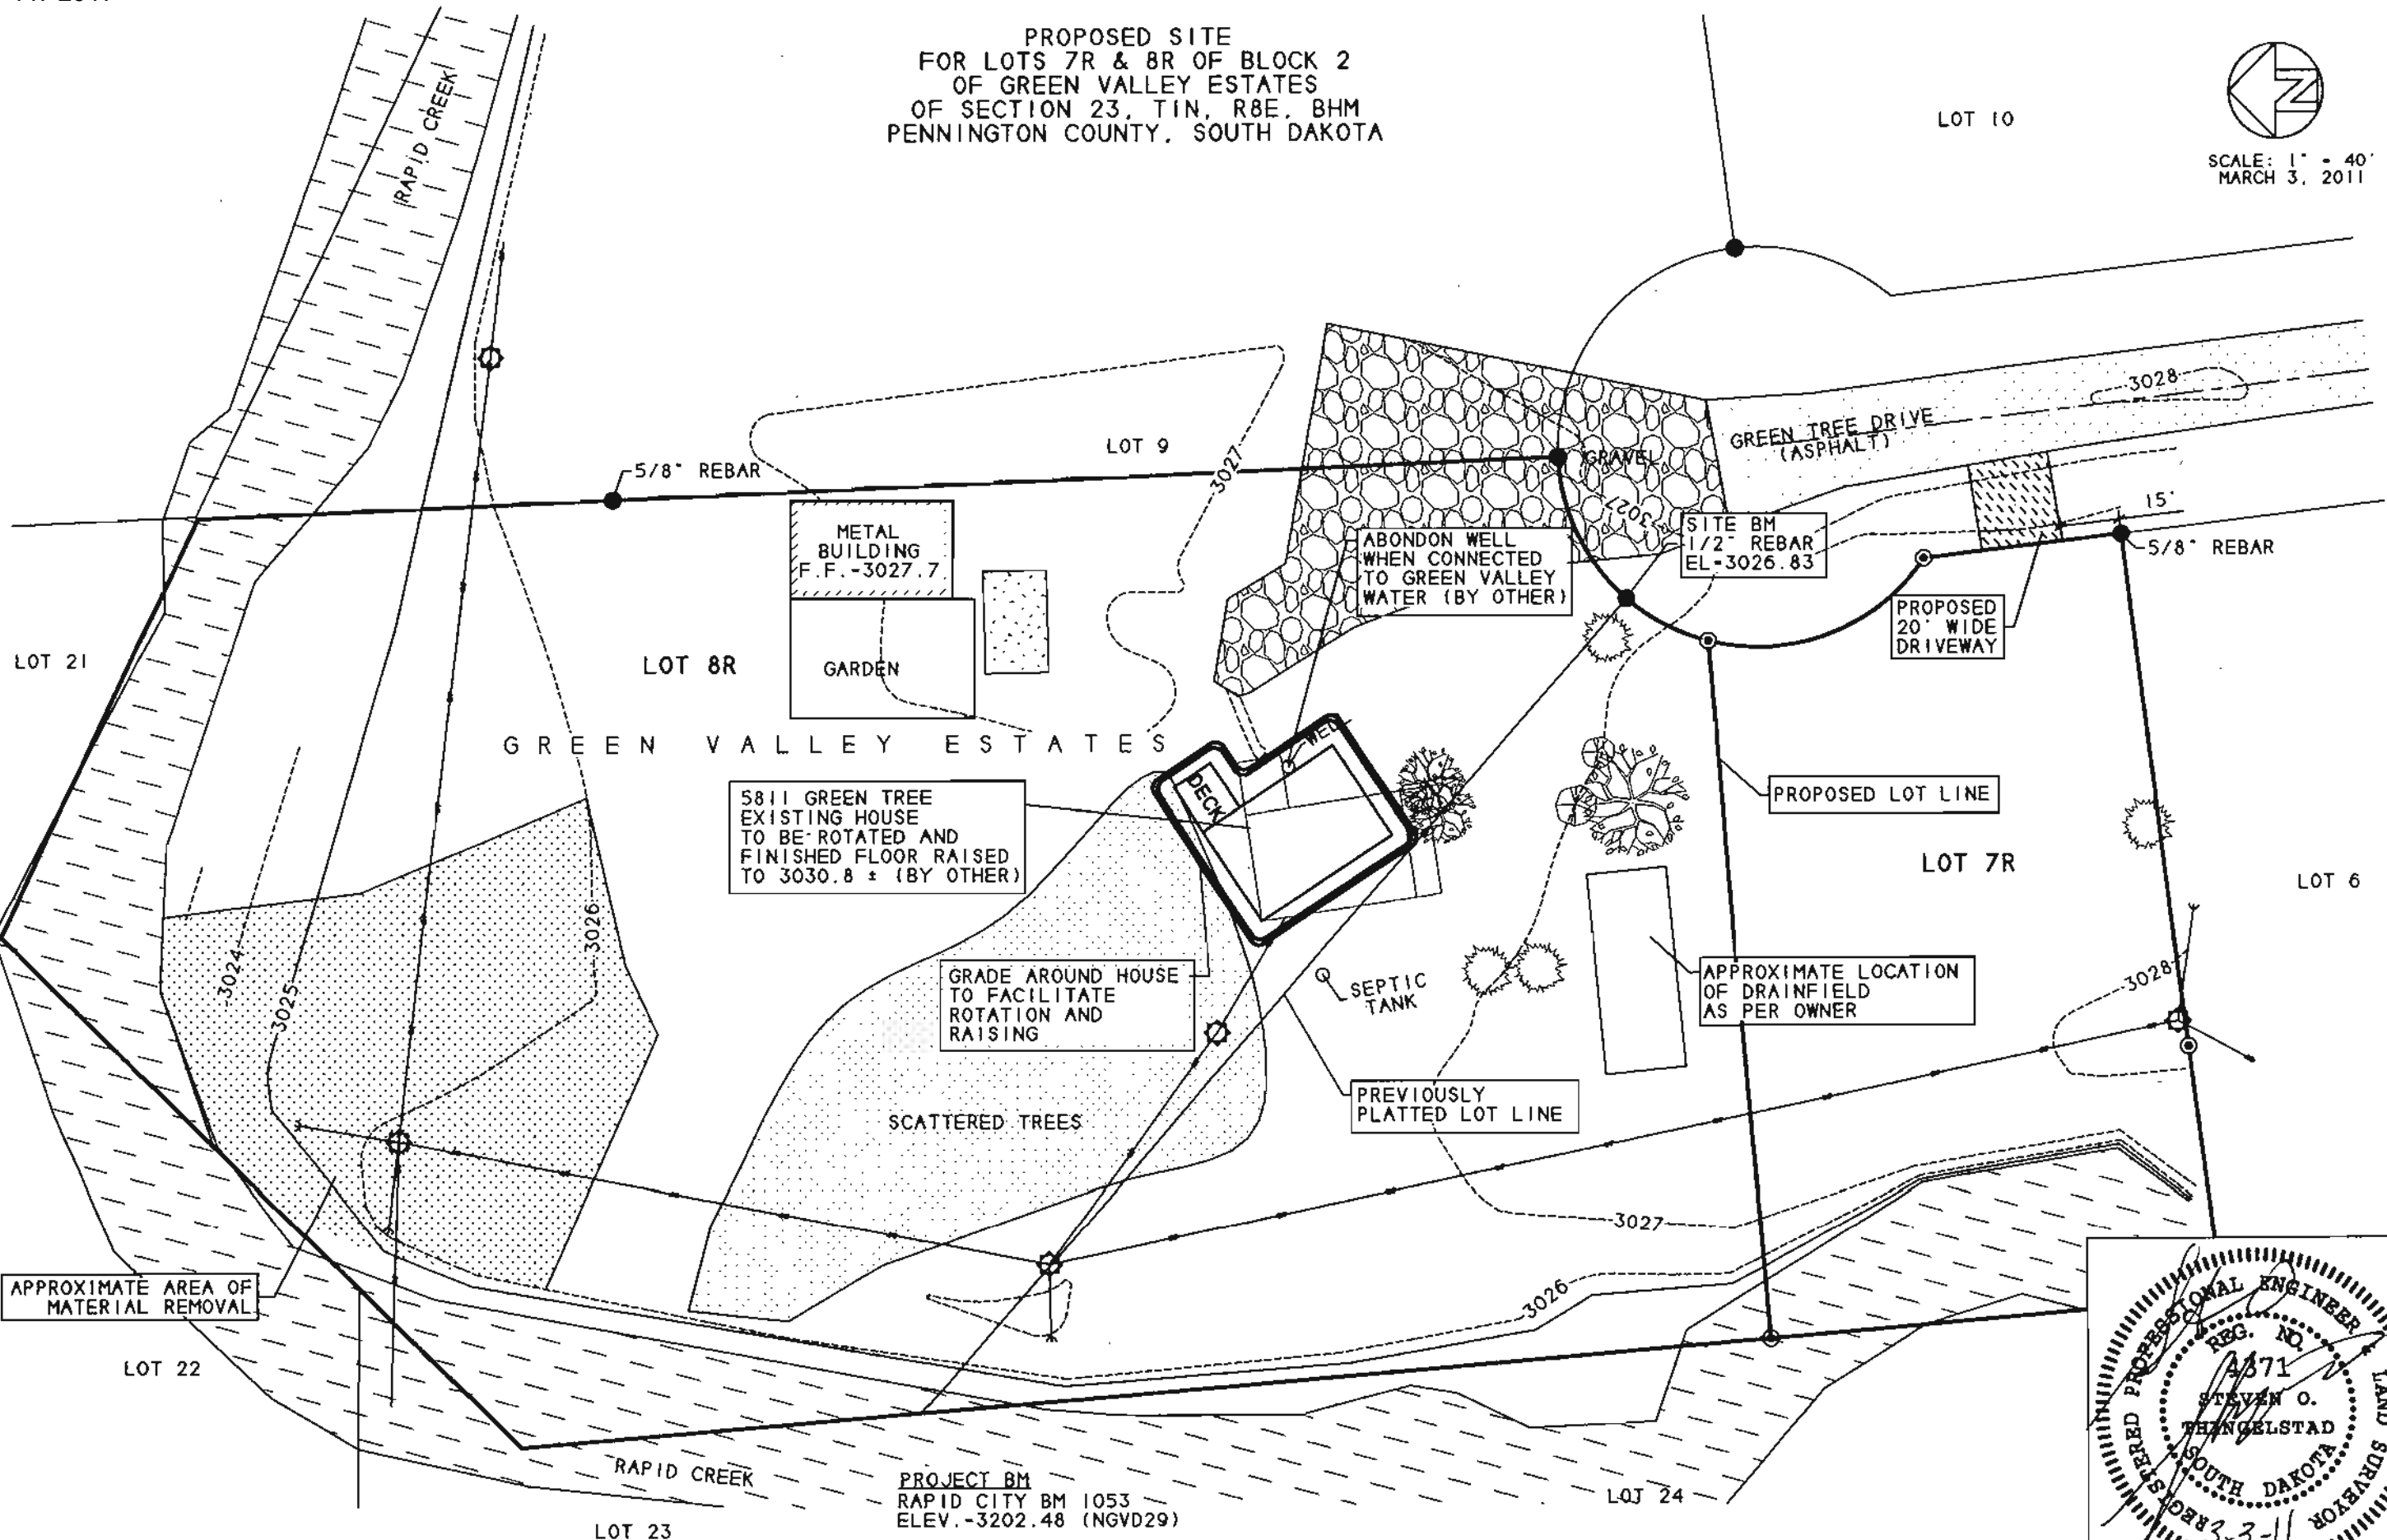 PROPOSED SITE
FOR LOTS 7R & 8R OF BLOCK 2
OF GREEN VALLEY ESTATES
OF SECTION 23, T1N, R8E, BHM
PENNINGTON COUNTY, SOUTH DAKOTA
LOT 10
N
SCALE: 1" - 40'
MARCH 3, 2011
RAPID CREEK
3028
GREEN TREE DRIVE
(ASPHALT)
LOT 9
3027
5/8" REBAR
GRAVEL
3027
15'
5/8" REBAR
METAL
BUILDING
F.F.-3027.7
ABONDON WELL
WHEN CONNECTED
TO GREEN VALLEY
WATER (BY OTHER)
SITE BM
1/2" REBAR
EL-3026.83
PROPOSED
20' WIDE
DRIVEWAY
LOT 21
LOT 8R
GARDEN
GREEN VALLEY ESTATES
WELL
DECK
5811 GREEN TREE
EXISTING HOUSE
TO BE ROTATED AND
FINISHED FLOOR RAISED
TO 3030.8 ± (BY OTHER)
PROPOSED LOT LINE
LOT 7R
LOT 6
3024
3025
3026
GRADE AROUND HOUSE
TO FACILITATE
ROTATION AND
RAISING
SEPTIC
TANK
APPROXIMATE LOCATION
OF DRAINFIELD
AS PER OWNER
3028
SCATTERED TREES
PREVIOUSLY
PLATTED LOT LINE
3027
3026
APPROXIMATE AREA OF
MATERIAL REMOVAL
LOT 22
RAPID CREEK
PROJECT BM
RAPID CITY BM 1053
ELEV.-3202.48 (NGVD29)
LOT 24
LOT 23
REGISTERED PROFESSIONAL ENGINEER & LAND SURVEYOR
REG. NO.
4371
STEVEN O.
THINGELSTAD
SOUTH DAKOTA
3-3-11